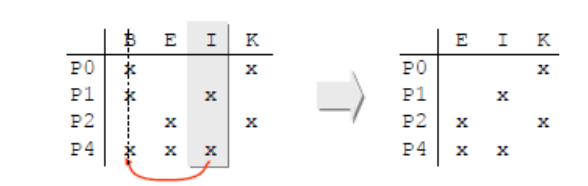 B E I K E I K
P0 x x P0 x
P1 x x P1 x
P2 x x P2 x x
P4 x x x P4 x x